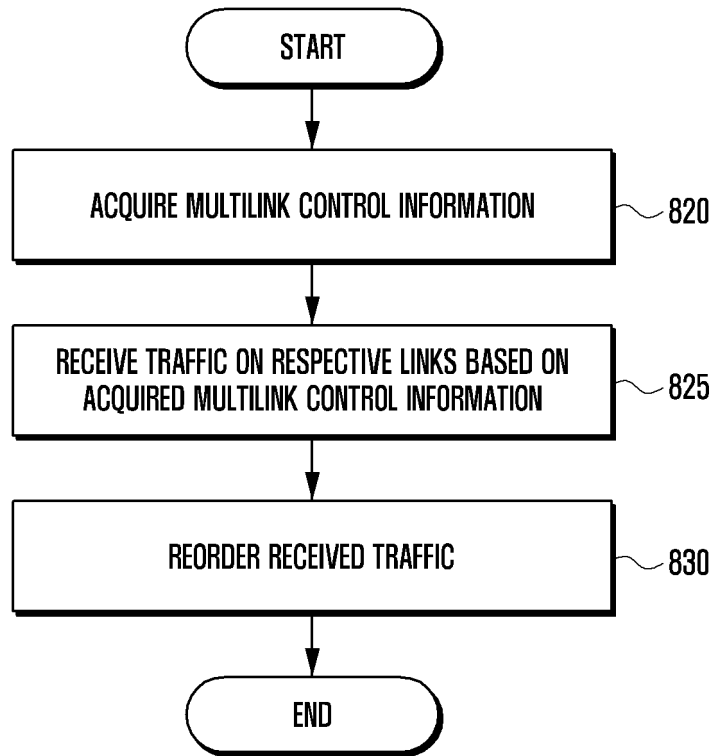 START
ACQUIRE MULTILINK CONTROL INFORMATION
820
RECEIVE TRAFFIC ON RESPECTIVE LINKS BASED ON
ACQUIRED MULTILINK CONTROL INFORMATION
825
REORDER RECEIVED TRAFFIC
830
END